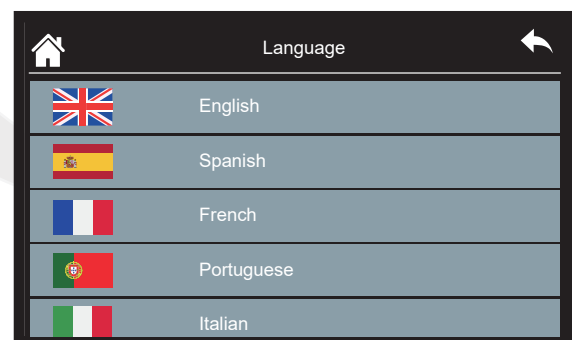 Language
English
Spanish
French
Portuguese
Italian